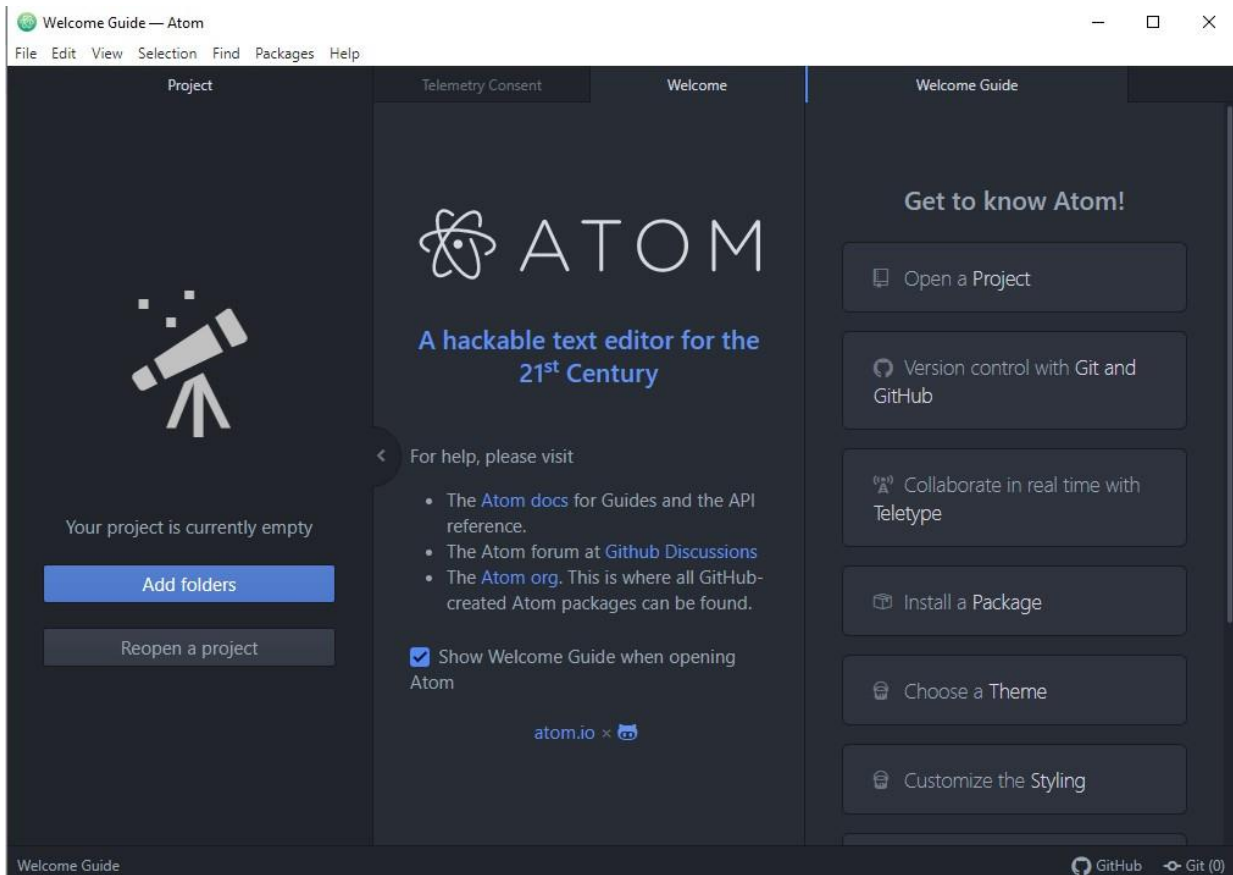 Welcome Guide — Atom
File Edit View Selection Find Packages Help
Project
Telemetry Consent
Welcome
Welcome Guide
Your project is currently empty
Add folders
Reopen a project
ATOM
A hackable text editor for the
21st Century
For help, please visit
• The Atom docs for Guides and the API
reference.
• The Atom forum at Github Discussions
• The Atom org. This is where all GitHub-
created Atom packages can be found.
Show Welcome Guide when opening
Atom
atom.io ×
Get to know Atom!
Open a Project
Version control with Git and
GitHub
Collaborate in real time with
Teletype
Install a Package
Choose a Theme
Customize the Styling
Welcome Guide
GitHub
Git (0)